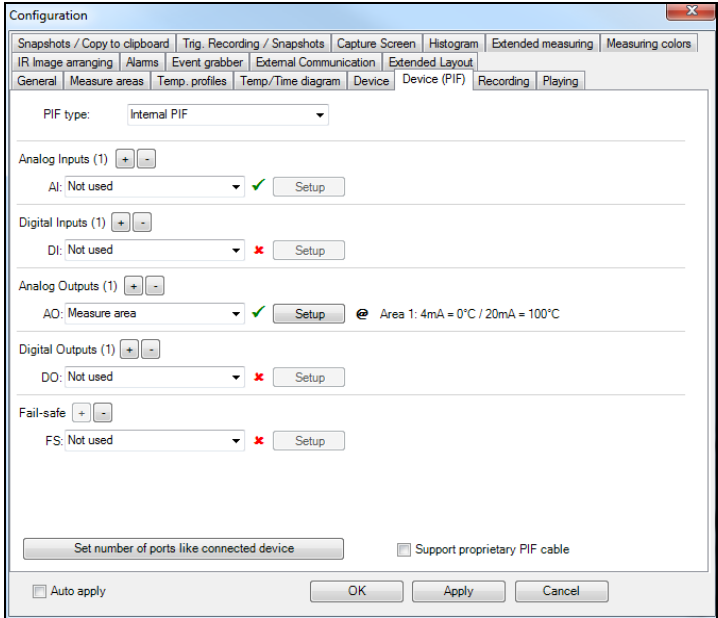 Configuration
Snapshots / Copy to clipboard Trig. Recording / Snapshots Capture Screen Histogram Extended measuring Measuring colors
IR Image arranging Alarms Event grabber External Communication Extended Layout
General Measure areas Temp. profiles Temp/Time diagram Device Device (PIF) Recording Playing
PIF type: Internal PIF
Analog Inputs (1) + -
AI: Not used Setup
Digital Inputs (1) + -
DI: Not used Setup
Analog Outputs (1) + -
AO: Measure area Setup @ Area 1: 4mA = 0°C / 20mA = 100°C
Digital Outputs (1) + -
DO: Not used Setup
Fail-safe + -
FS: Not used Setup
Set number of ports like connected device Support proprietary PIF cable
Auto apply OK Apply Cancel